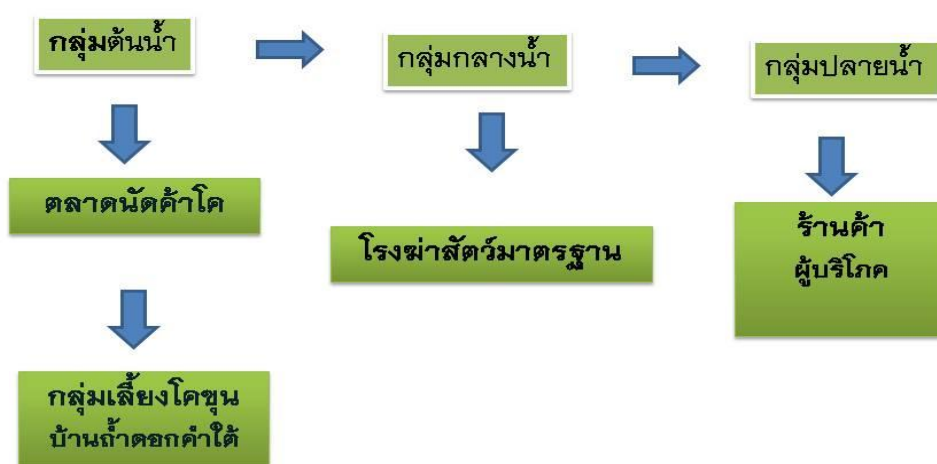 กลุ่มต้นน้ำ
กลุ่มกลางน้ำ
กลุ่มปลายน้ำ
ตลาดนัดค้าโค
โรงฆ่าสัตว์มาตรฐาน
ร้านค้า
ผู้บริโภค
กลุ่มเลี้ยงโคขุน
บ้านถ้ำดอกคำใต้